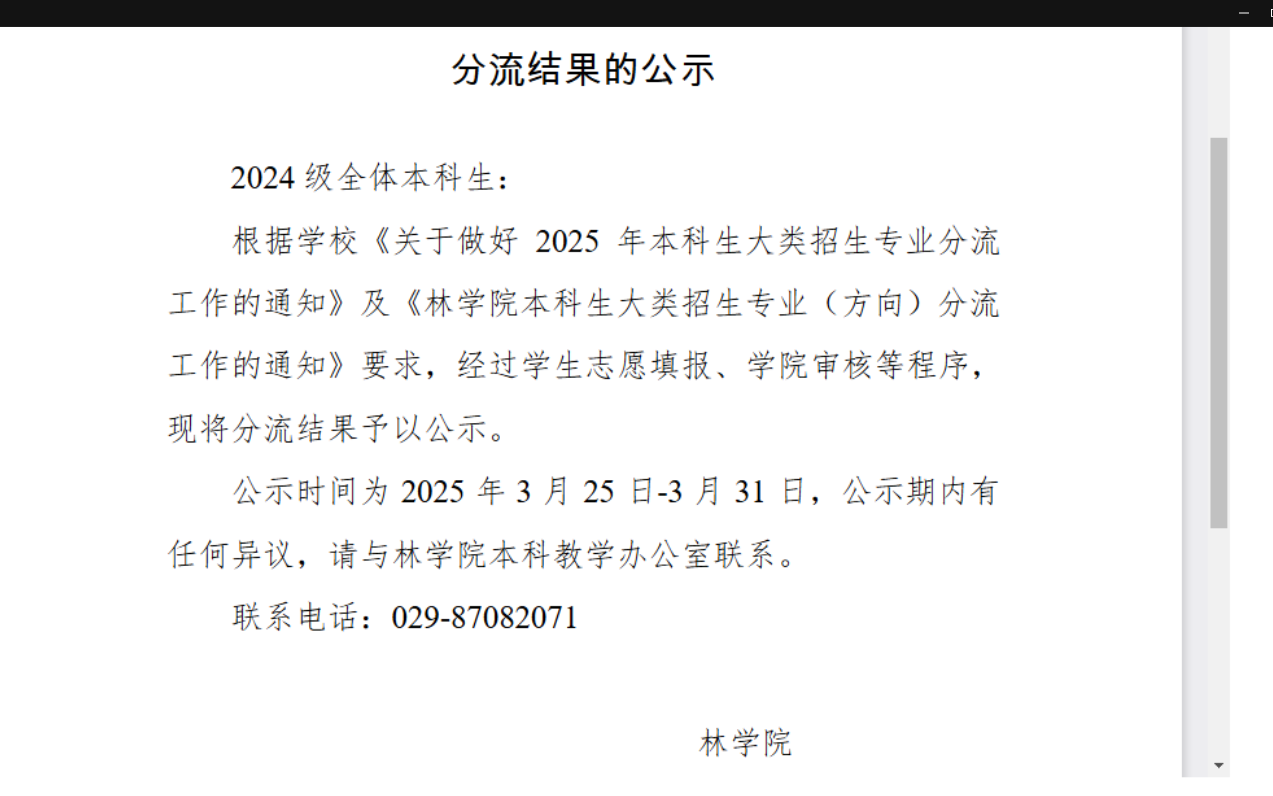 分流结果的公示
2024 级全体本科生：
根据学校《关于做好 2025 年本科生大类招生专业分流
工作的通知》及《林学院本科生大类招生专业（方向）分流
工作的通知》要求，经过学生志愿填报、学院审核等程序，
现将分流结果予以公示。
公示时间为 2025 年 3 月 25 日-3 月 31 日，公示期内有
任何异议，请与林学院本科教学办公室联系。
联系电话：029-87082071
林学院